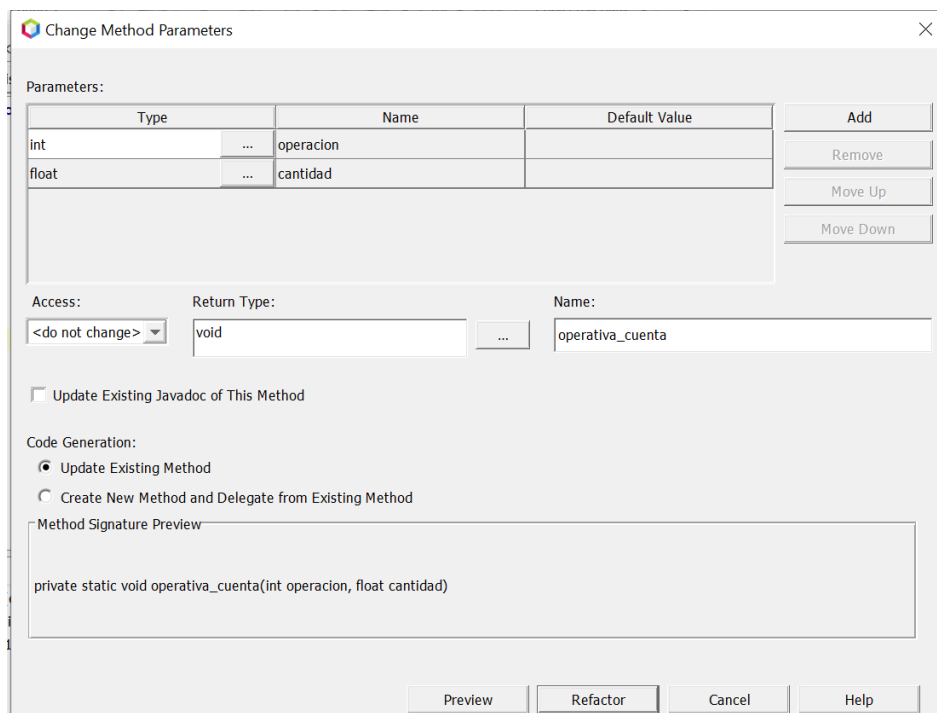 Change Method Parameters
Parameters:
Type Name Default Value
Add
int ... operacion
Remove
float ... cantidad
Move Up
Move Down
Access: Return Type: Name:
<do not change> void ... operativa_cuenta
Update Existing Javadoc of This Method
Code Generation:
Update Existing Method
Create New Method and Delegate from Existing Method
Method Signature Preview
private static void operativa_cuenta(int operacion, float cantidad)
Preview Refactor Cancel Help